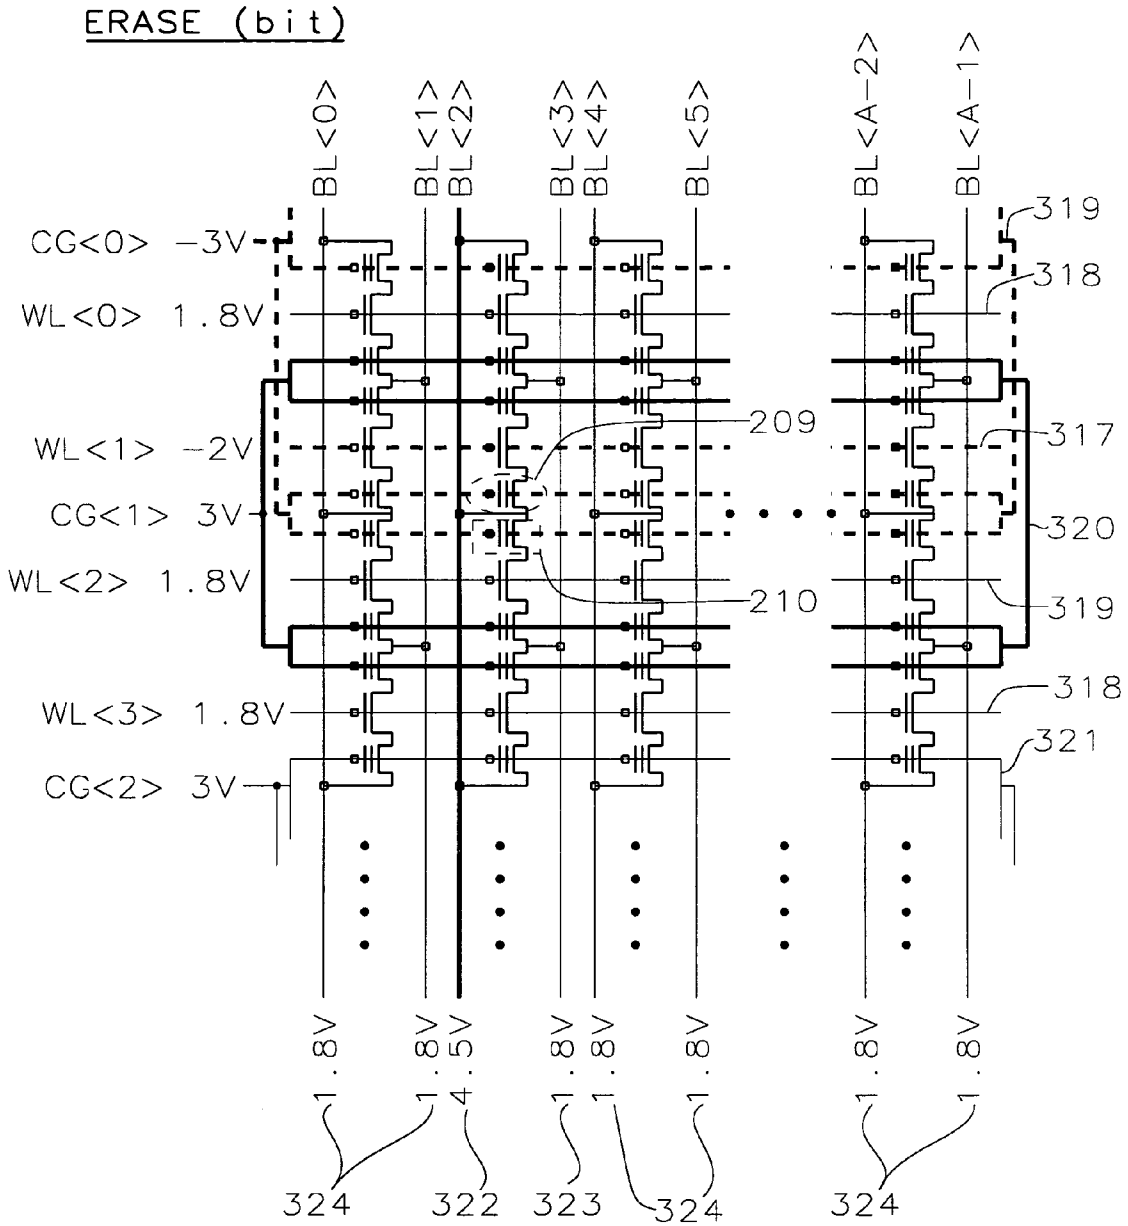 ERASE (bit)
BL<0>
BL<1>
BL<2>
BL<3>
BL<4>
BL<5>
BL<A-2>
BL<A-1>
CG<0> -3V
319
318
WL<0> 1.8V
209
WL<1> -2V
317
CG<1> 3V
320
WL<2> 1.8V
210
319
WL<3> 1.8V
318
321
CG<2> 3V
1.8V
1.8V
4.5V
1.8V
1.8V
1.8V
1.8V
1.8V
324
322
323
324
324